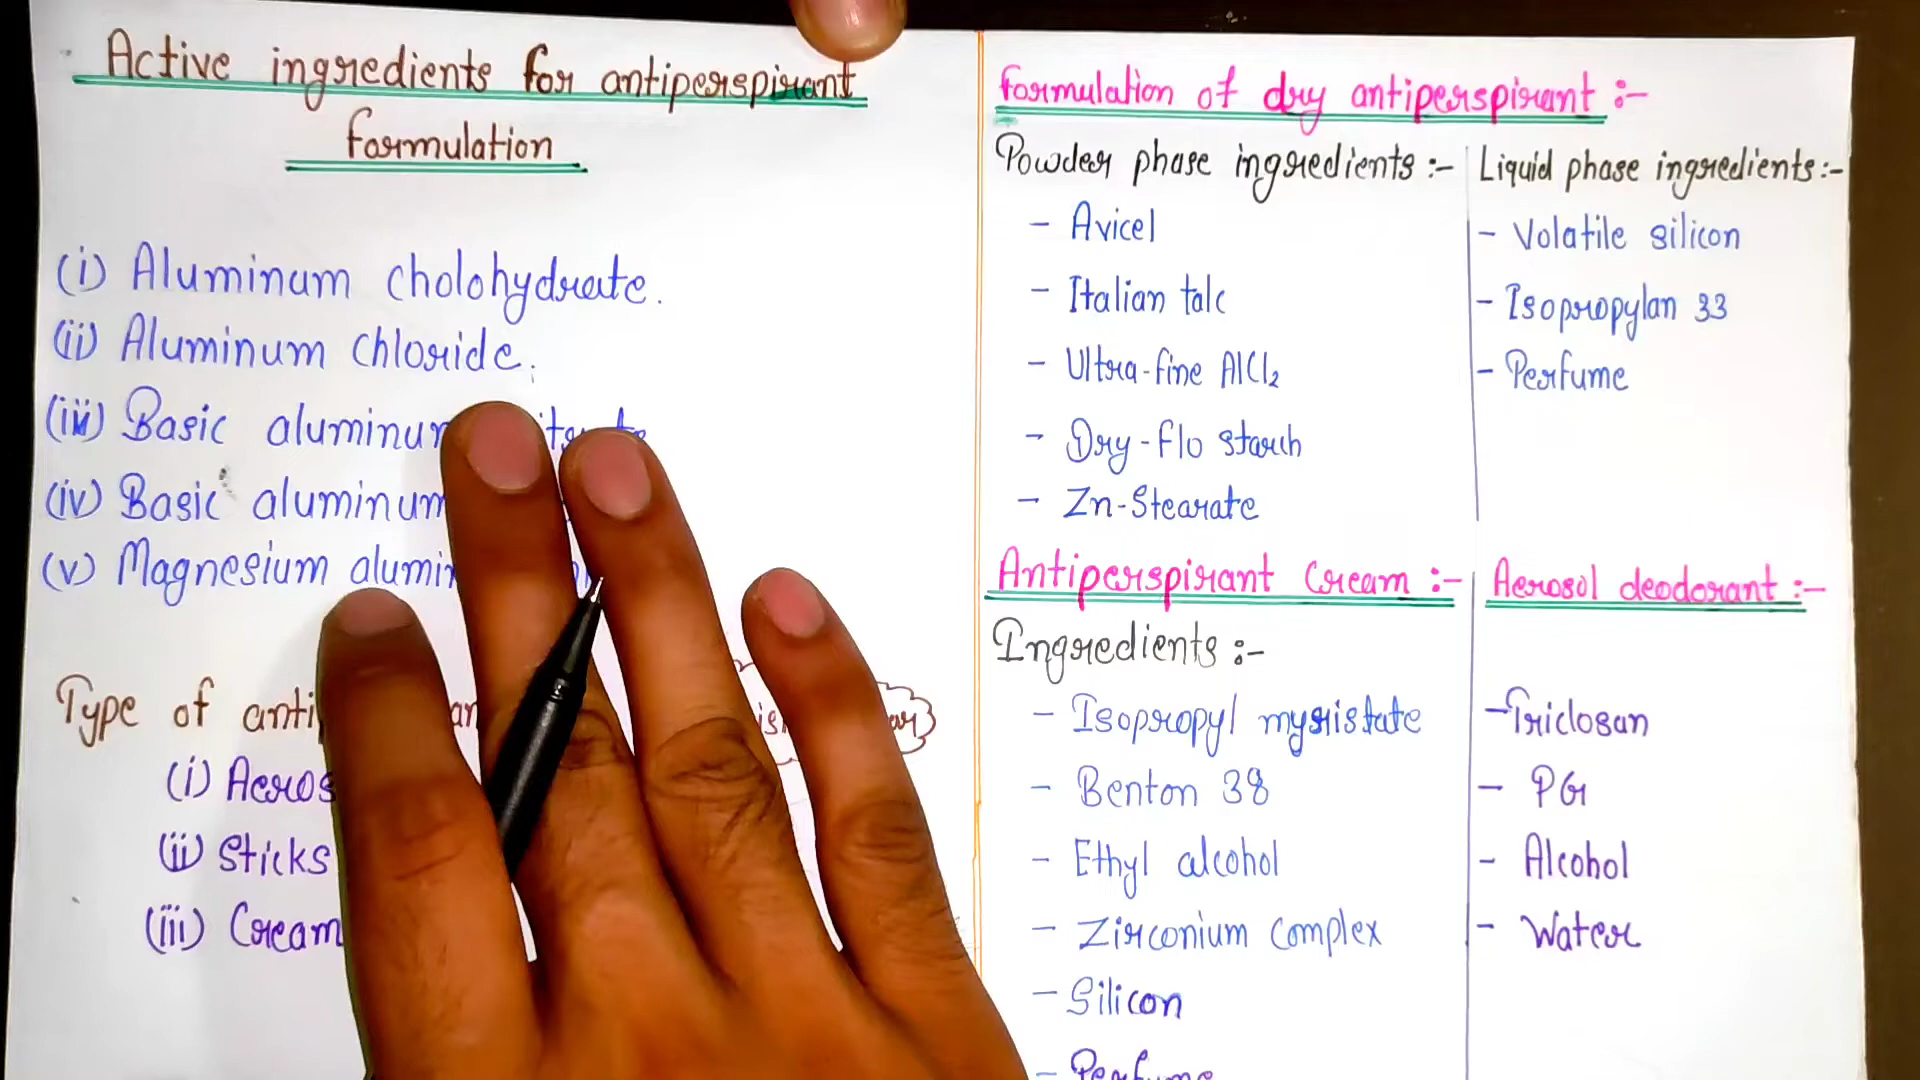 Active ingredients for antiperspirant
formulation
(i) Aluminum cholohydrate.
(ii) Aluminum chloride.
(iii) Basic aluminum
(iv) Basic aluminum
(v) Magnesium
Type of
(i)
(ii) Sticks
(iii) Cream
formulation of dry antiperspirant :-
Powder phase ingredients :-
- Avicel
- Italian talc
- Ultra-fine AlCl₂
- Dry-flo starch
- Zn-Stearate
Liquid phase ingredients:-
- Volatile silicon
- Isopropylan 33
- Perfume
Antiperspirant Cream :-
Ingredients :-
- Isopropyl myristate
- Benton 38
- Ethyl alcohol
- Zirconium complex
- Silicon
- Perfume
Aerosol deodorant :-
- Triclosan
- PG
- Alcohol
- Water